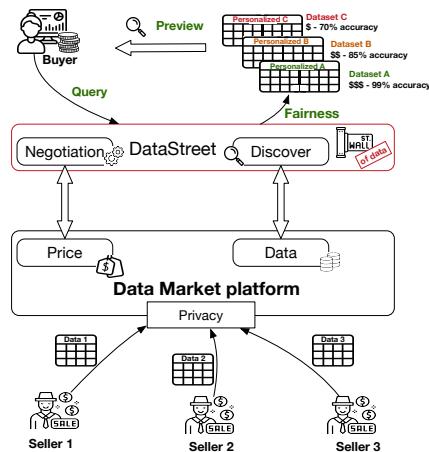 Preview
Personalized C
Dataset C
$ - 70% accuracy
Personalized B
Dataset B
$$ - 85% accuracy
Personalized A
Dataset A
$$$ - 99% accuracy
Buyer
Query
Fairness
Negotiation
DataStreet
Discover
ST.
WALL
of data
Price
$
Data
Data Market platform
Privacy
Data 1
Data 2
Data 3
$
$
SALE
$
$
SALE
$
$
SALE
Seller 1
Seller 2
Seller 3